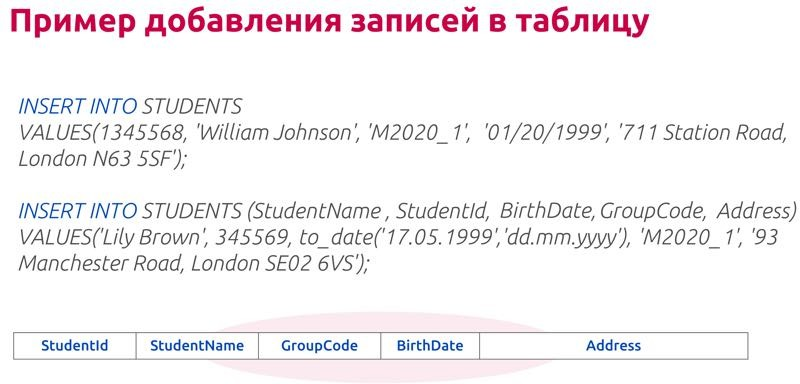 Пример добавления записей в таблицу
INSERT INTO STUDENTS
VALUES(1345568, 'William Johnson', 'M2020_1', '01/20/1999', '711 Station Road,
London N63 5SF');
INSERT INTO STUDENTS (StudentName , StudentId, BirthDate, GroupCode, Address)
VALUES('Lily Brown', 345569, to_date('17.05.1999','dd.mm.yyyy'), 'M2020_1', '93
Manchester Road, London SE02 6VS');
StudentId StudentName GroupCode BirthDate Address